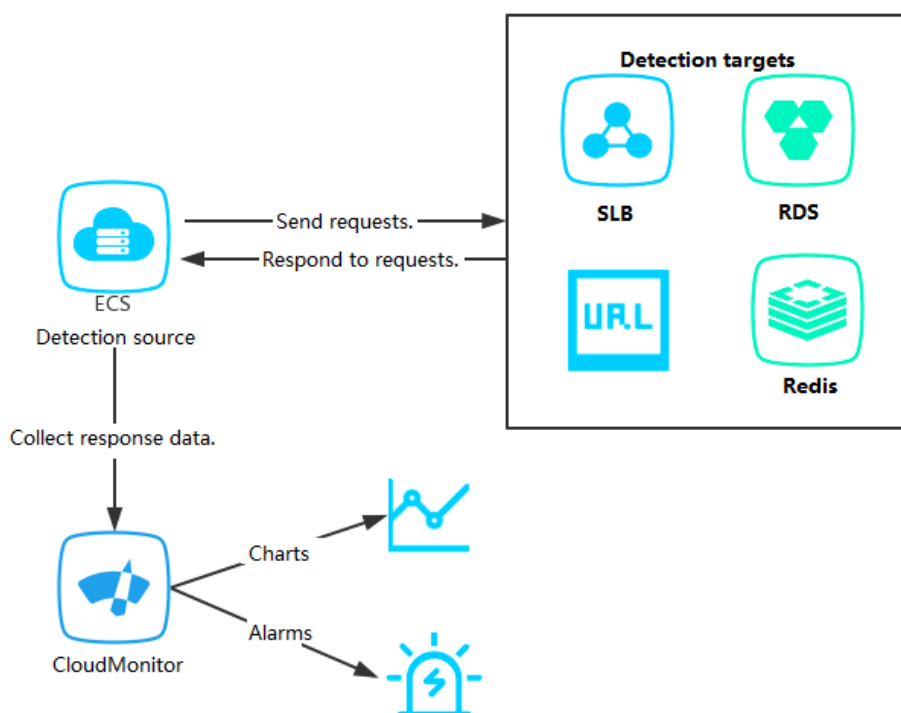 Detection targets
SLB
RDS
Send requests.
Respond to requests.
ECS
Detection source
URL
Redis
Collect response data.
Charts
Alarms
CloudMonitor